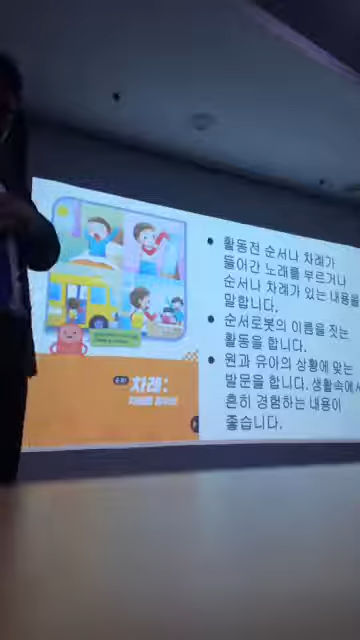 차례:
활동전 순서나 차례가
들어간 노래를 부르거나
순서나 차례가 있는 내용을
말합니다.
순서로봇의 이름을 짓는
활동을 합니다.
원과 유아의 상황에 맞는
발문을 합니다. 생활속에서
흔히 경험하는 내용이
좋습니다.